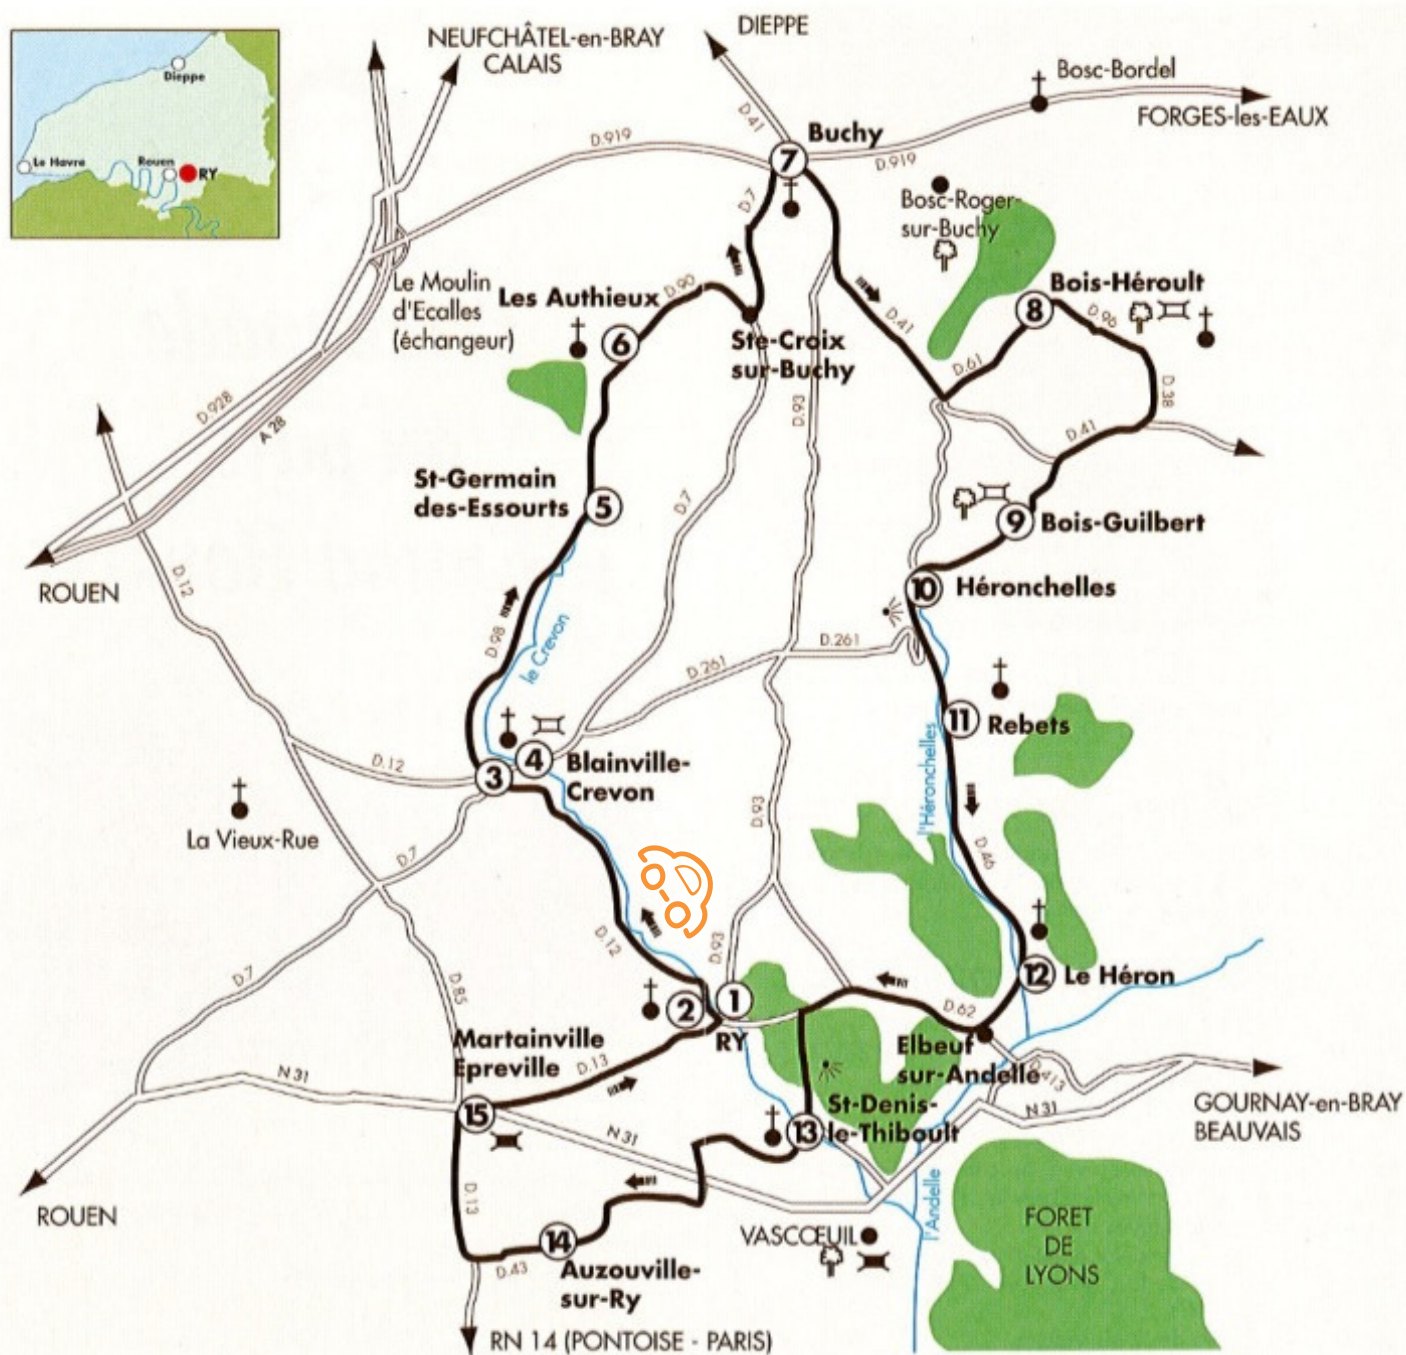 NEUFCHÂTEL-en-BRAY
CALAIS
DIEPPE
Bosc-Bordel
FORGES-les-EAUX
Dieppe
Le Havre
Rouen
RY
D.41
Buchy
D.919
7
D.919
Bosc-Roger-
sur-Buchy
D.7
Le Moulin
d'Ecalles
(échangeur)
Les Authieux
D.90
6
Ste-Croix
sur-Buchy
D.41
Bois-Héroult
8
D.96
D.61
D.38
D.928
A 28
D.93
D.41
St-Germain
des-Essourts
5
D.7
9
Bois-Guilbert
ROUEN
D.12
10
Héronchelles
D.98
le Crevon
D.261
D.261
11
Rebets
l'Héronchelles
D.12
3
4
Blainville-
Crevon
La Vieux-Rue
D.7
D.93
D.46
D.12
D.93
D.7
D.85
12
Le Héron
2
1
RY
D.62
Martainville
Epreville
D.13
Elbeuf
sur-Andelle
D.413
N 31
15
N 31
13
St-Denis-
le-Thiboult
N 31
GOURNAY-en-BRAY
BEAUVAIS
ROUEN
D.13
14
D.43
Auzouville-
sur-Ry
VASCŒUIL
l'Andelle
FORET
DE
LYONS
RN 14 (PONTOISE - PARIS)